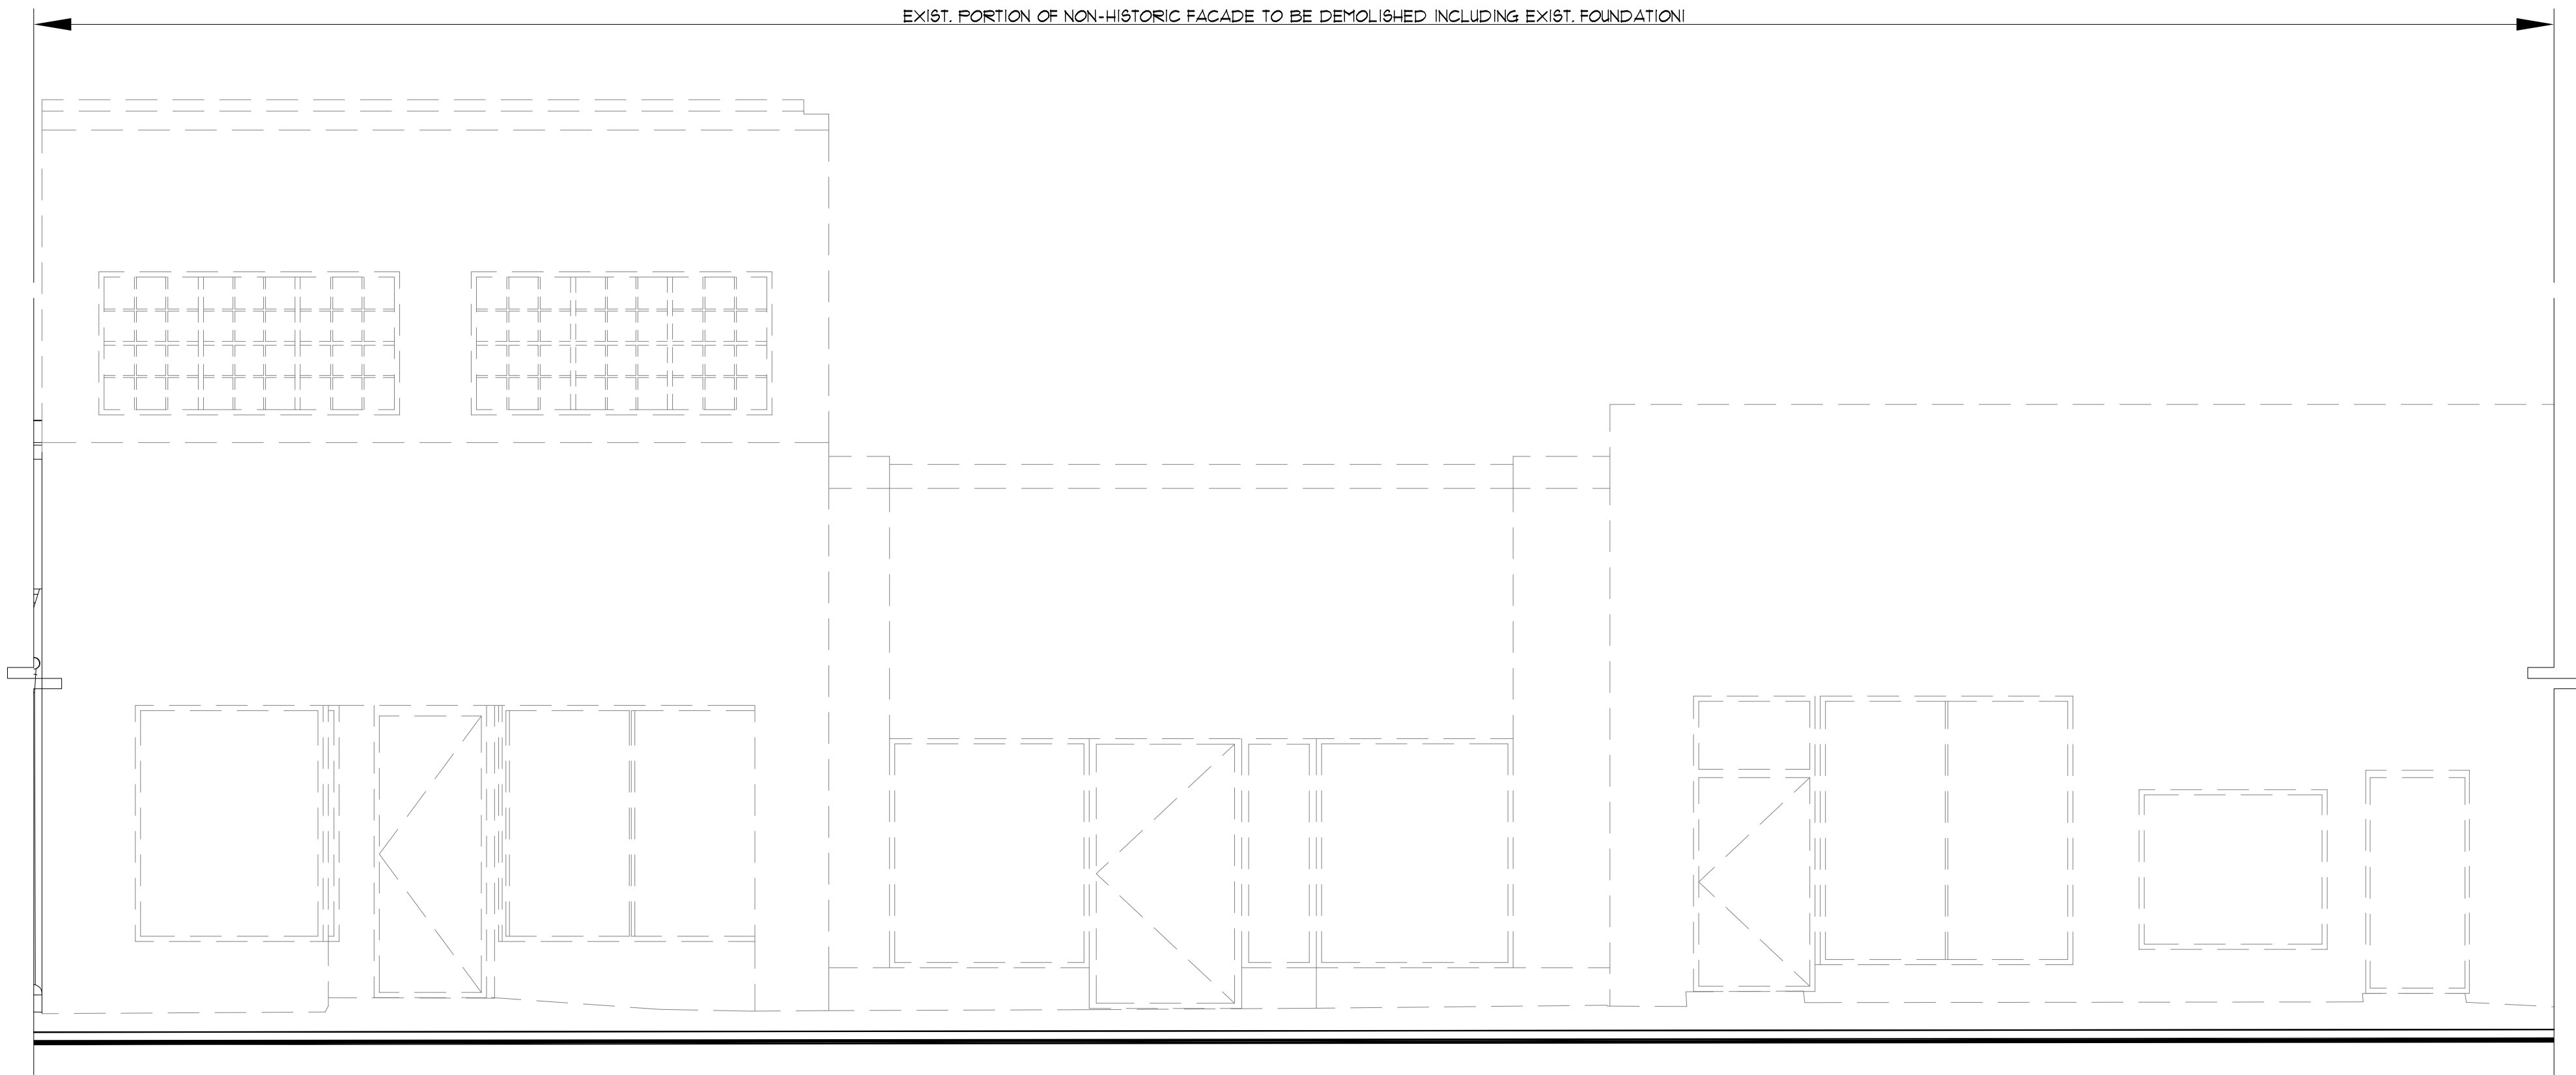 EXIST. PORTION OF NON-HISTORIC FACADE TO BE DEMOLISHED INCLUDING EXIST. FOUNDATION!